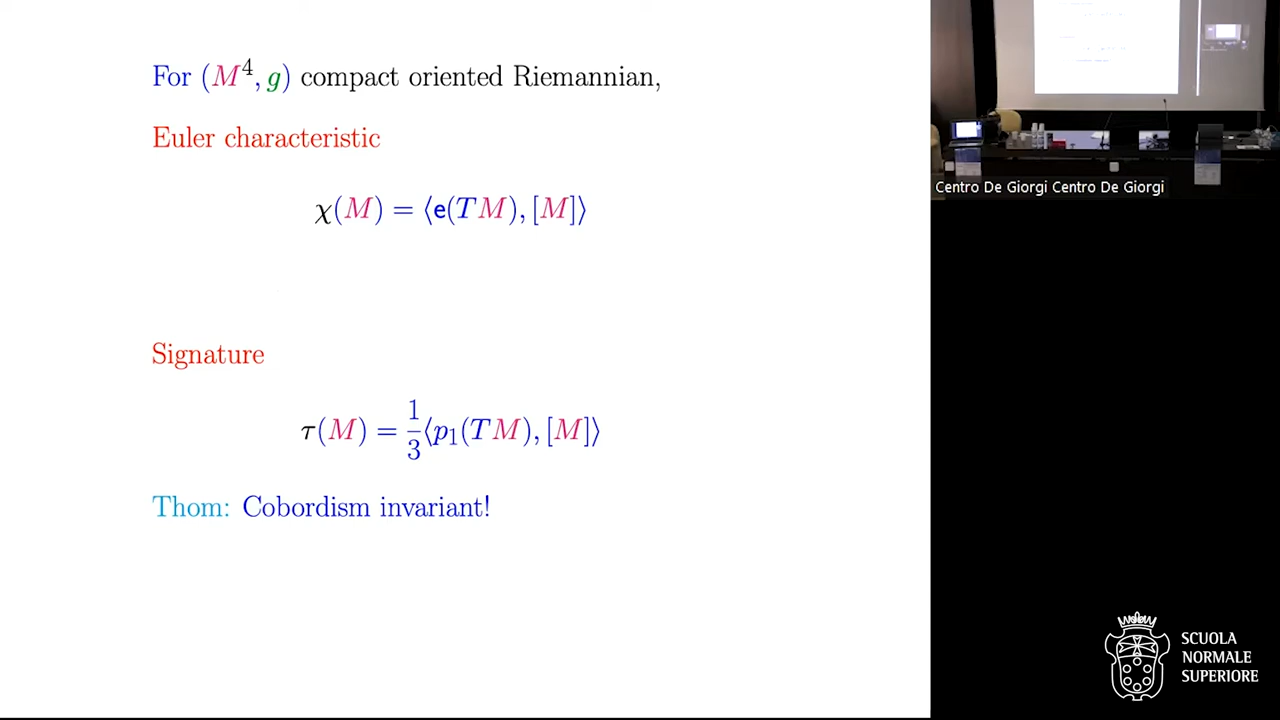 For (M⁴, g) compact oriented Riemannian,
Euler characteristic
χ(M) = ⟨e(TM), [M]⟩
Signature
τ(M) = 1/3 ⟨p₁(TM), [M]⟩
Thom: Cobordism invariant!
Centro De Giorgi Centro De Giorgi
SCUOLA
NORMALE
SUPERIORE